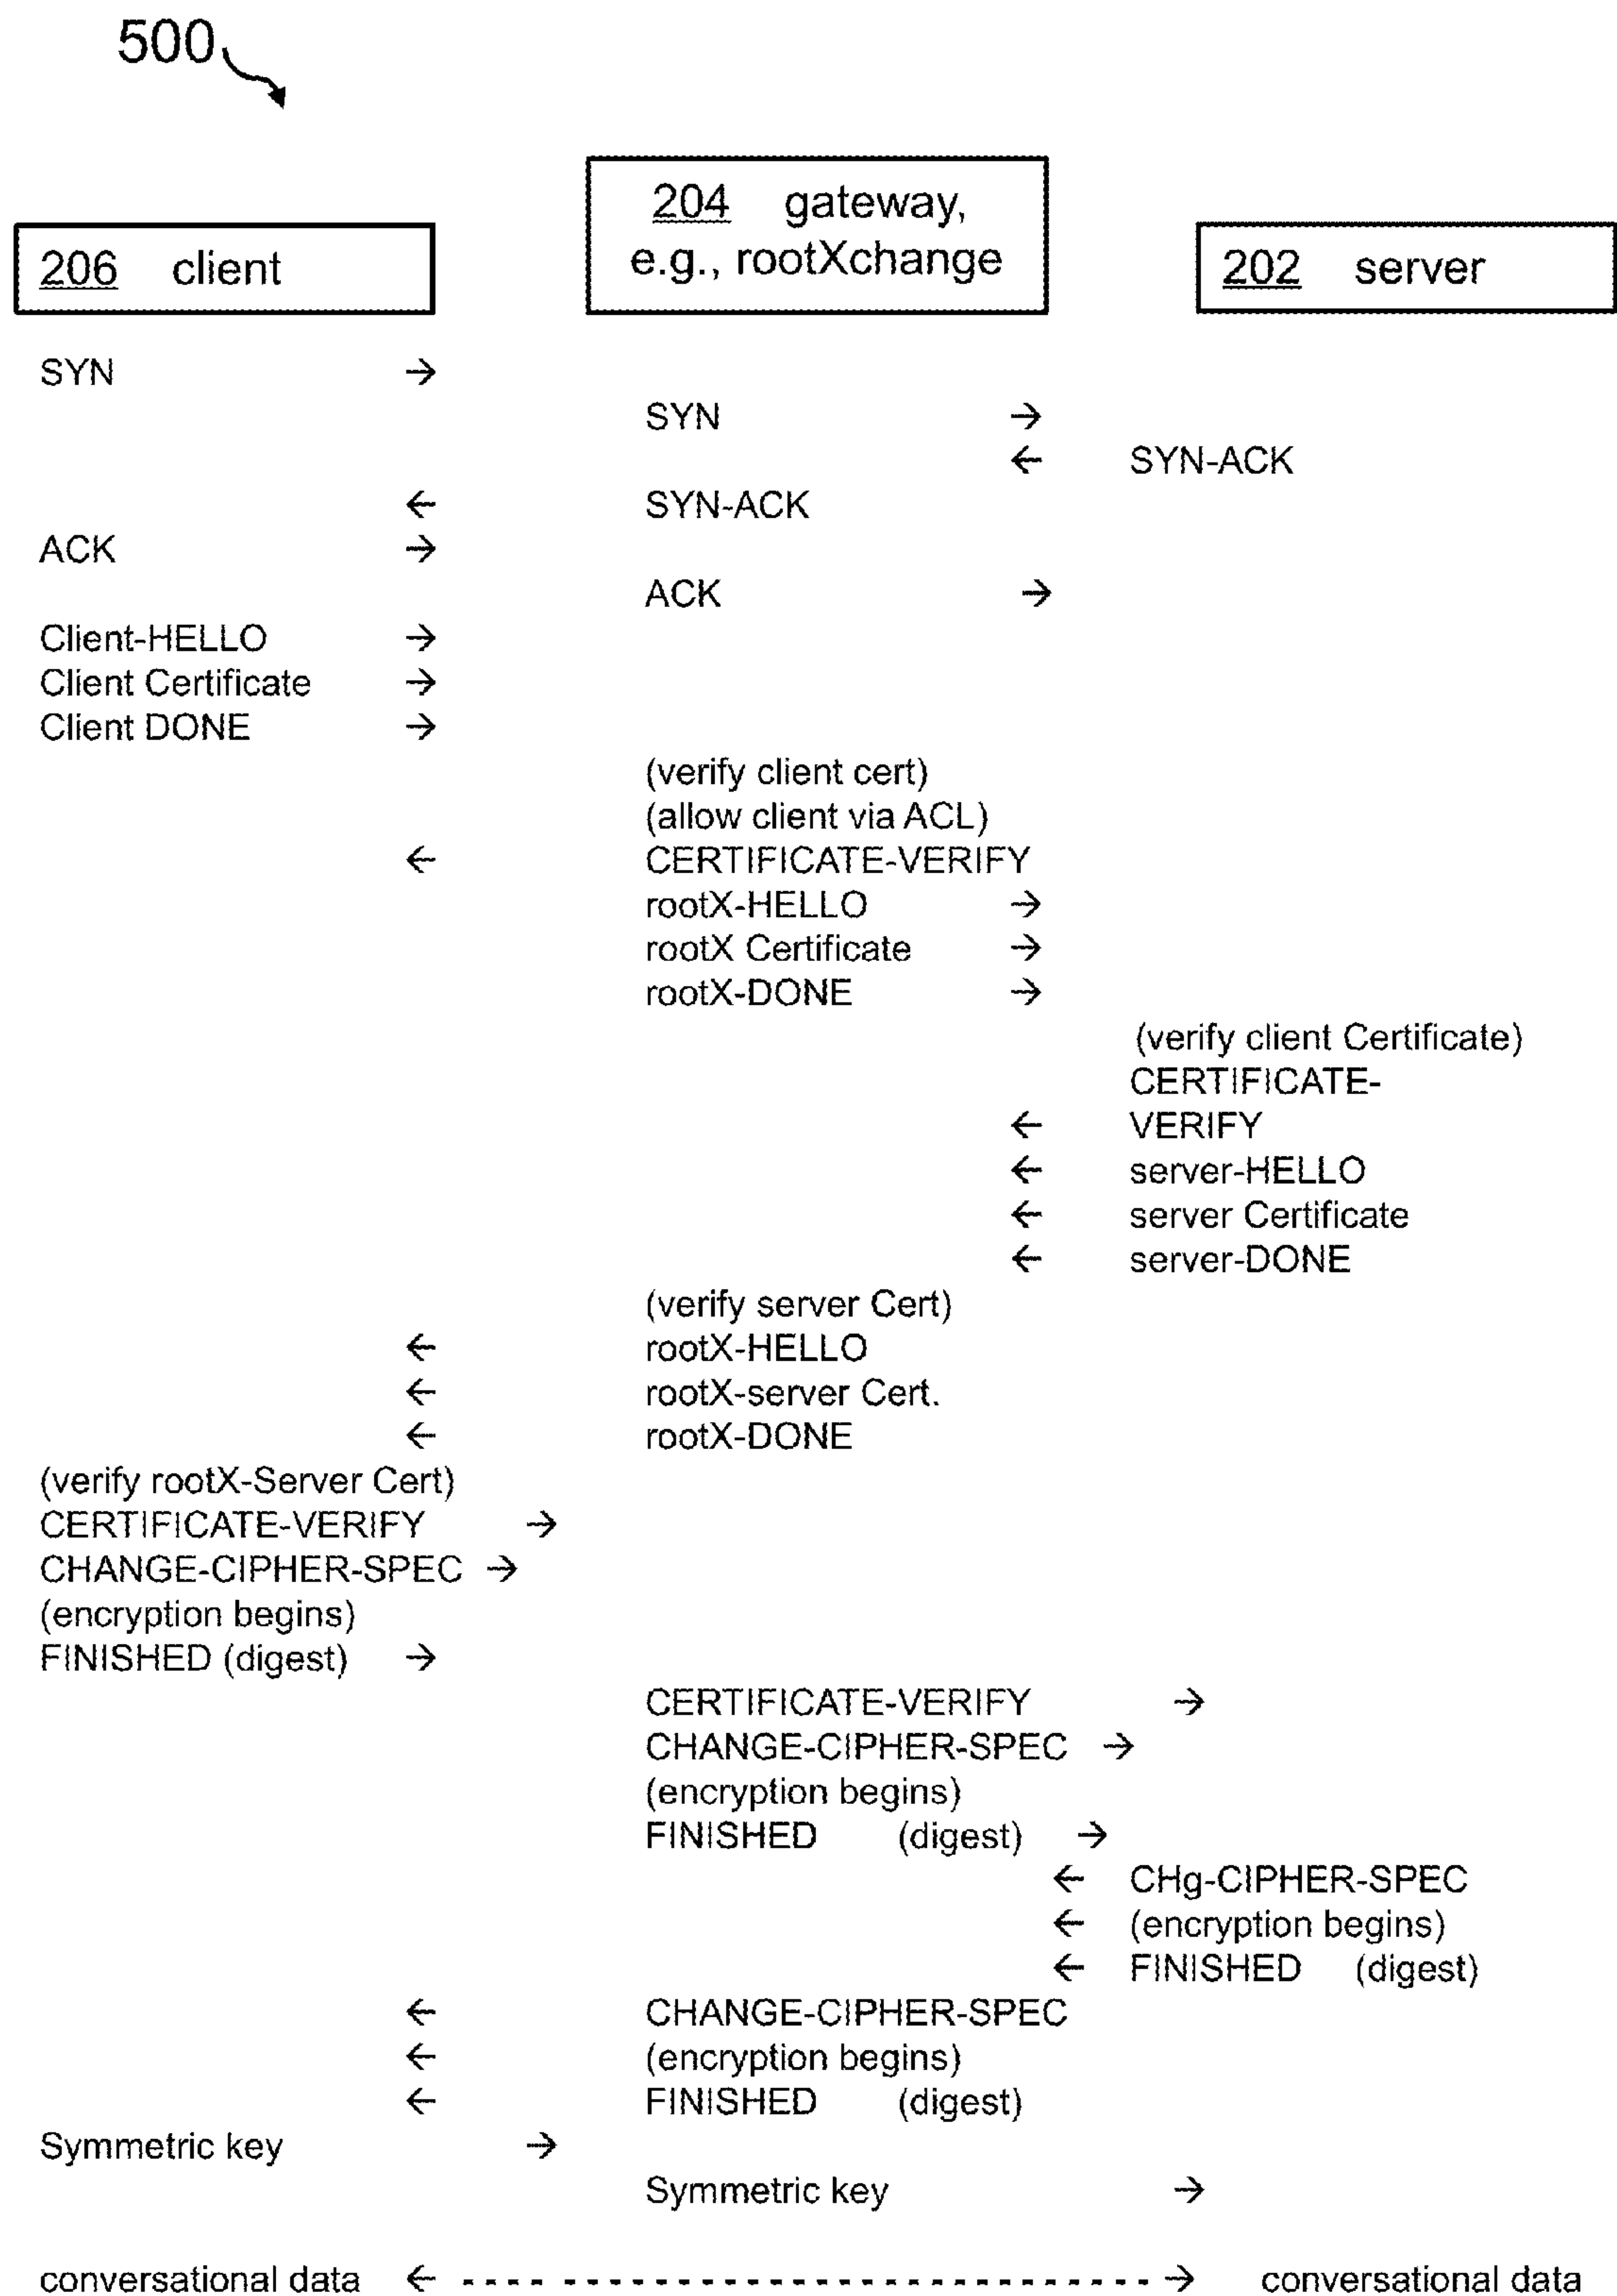 500
204 gateway,
e.g., rootXchange
206 client
202 server
SYN →
SYN →
← SYN-ACK
← SYN-ACK
ACK →
ACK →
Client-HELLO →
Client Certificate →
Client DONE →
(verify client cert)
(allow client via ACL)
← CERTIFICATE-VERIFY
rootX-HELLO →
rootX Certificate →
rootX-DONE →
(verify client Certificate)
CERTIFICATE-
← VERIFY
← server-HELLO
← server Certificate
← server-DONE
(verify server Cert)
← rootX-HELLO
← rootX-server Cert.
← rootX-DONE
(verify rootX-Server Cert)
CERTIFICATE-VERIFY →
CHANGE-CIPHER-SPEC →
(encryption begins)
FINISHED (digest) →
CERTIFICATE-VERIFY →
CHANGE-CIPHER-SPEC →
(encryption begins)
FINISHED (digest) →
← CHg-CIPHER-SPEC
← (encryption begins)
← FINISHED (digest)
← CHANGE-CIPHER-SPEC
← (encryption begins)
← FINISHED (digest)
Symmetric key →
Symmetric key →
conversational data ← → conversational data